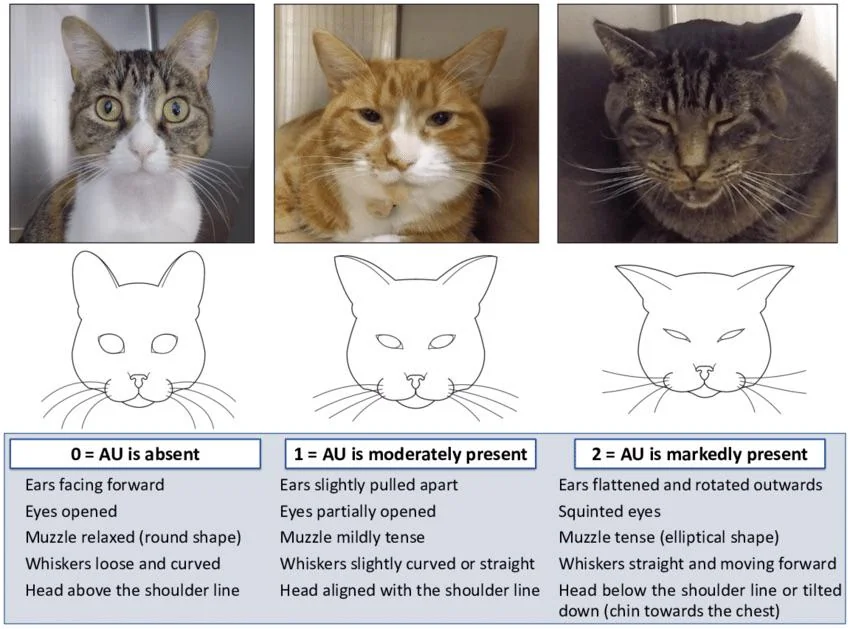 0 = AU is absent
Ears facing forward
Eyes opened
Muzzle relaxed (round shape)
Whiskers loose and curved
Head above the shoulder line
1 = AU is moderately present
Ears slightly pulled apart
Eyes partially opened
Muzzle mildly tense
Whiskers slightly curved or straight
Head aligned with the shoulder line
2 = AU is markedly present
Ears flattened and rotated outwards
Squinted eyes
Muzzle tense (elliptical shape)
Whiskers straight and moving forward
Head below the shoulder line or tilted
down (chin towards the chest)